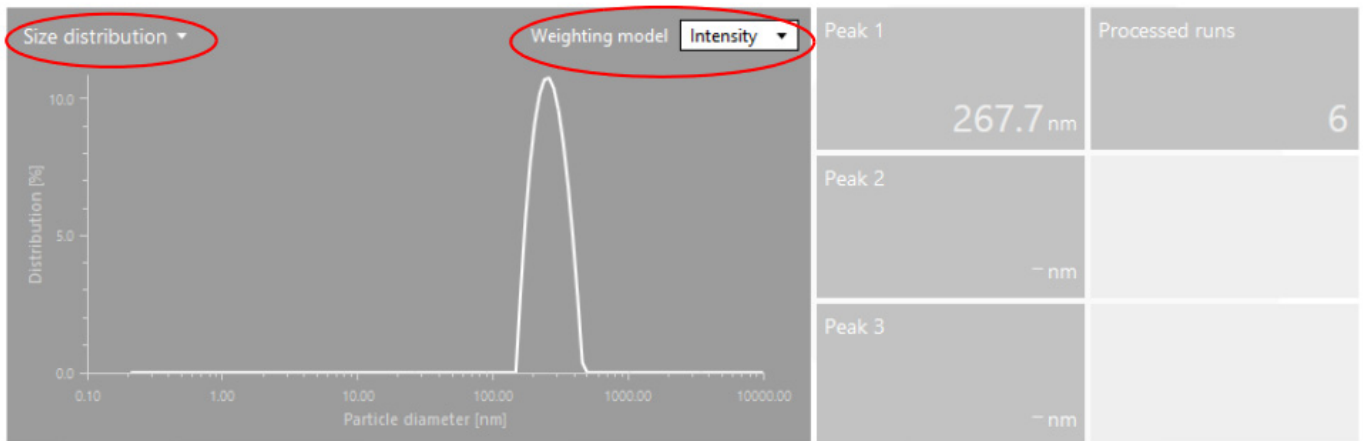 Size distribution
Weighting model Intensity
Distribution [%]
10.0
5.0
0.0
0.10 1.00 10.00 100.00 1000.00 10000.00
Particle diameter [nm]
Peak 1
267.7 nm
Processed runs
6
Peak 2
– nm
Peak 3
– nm